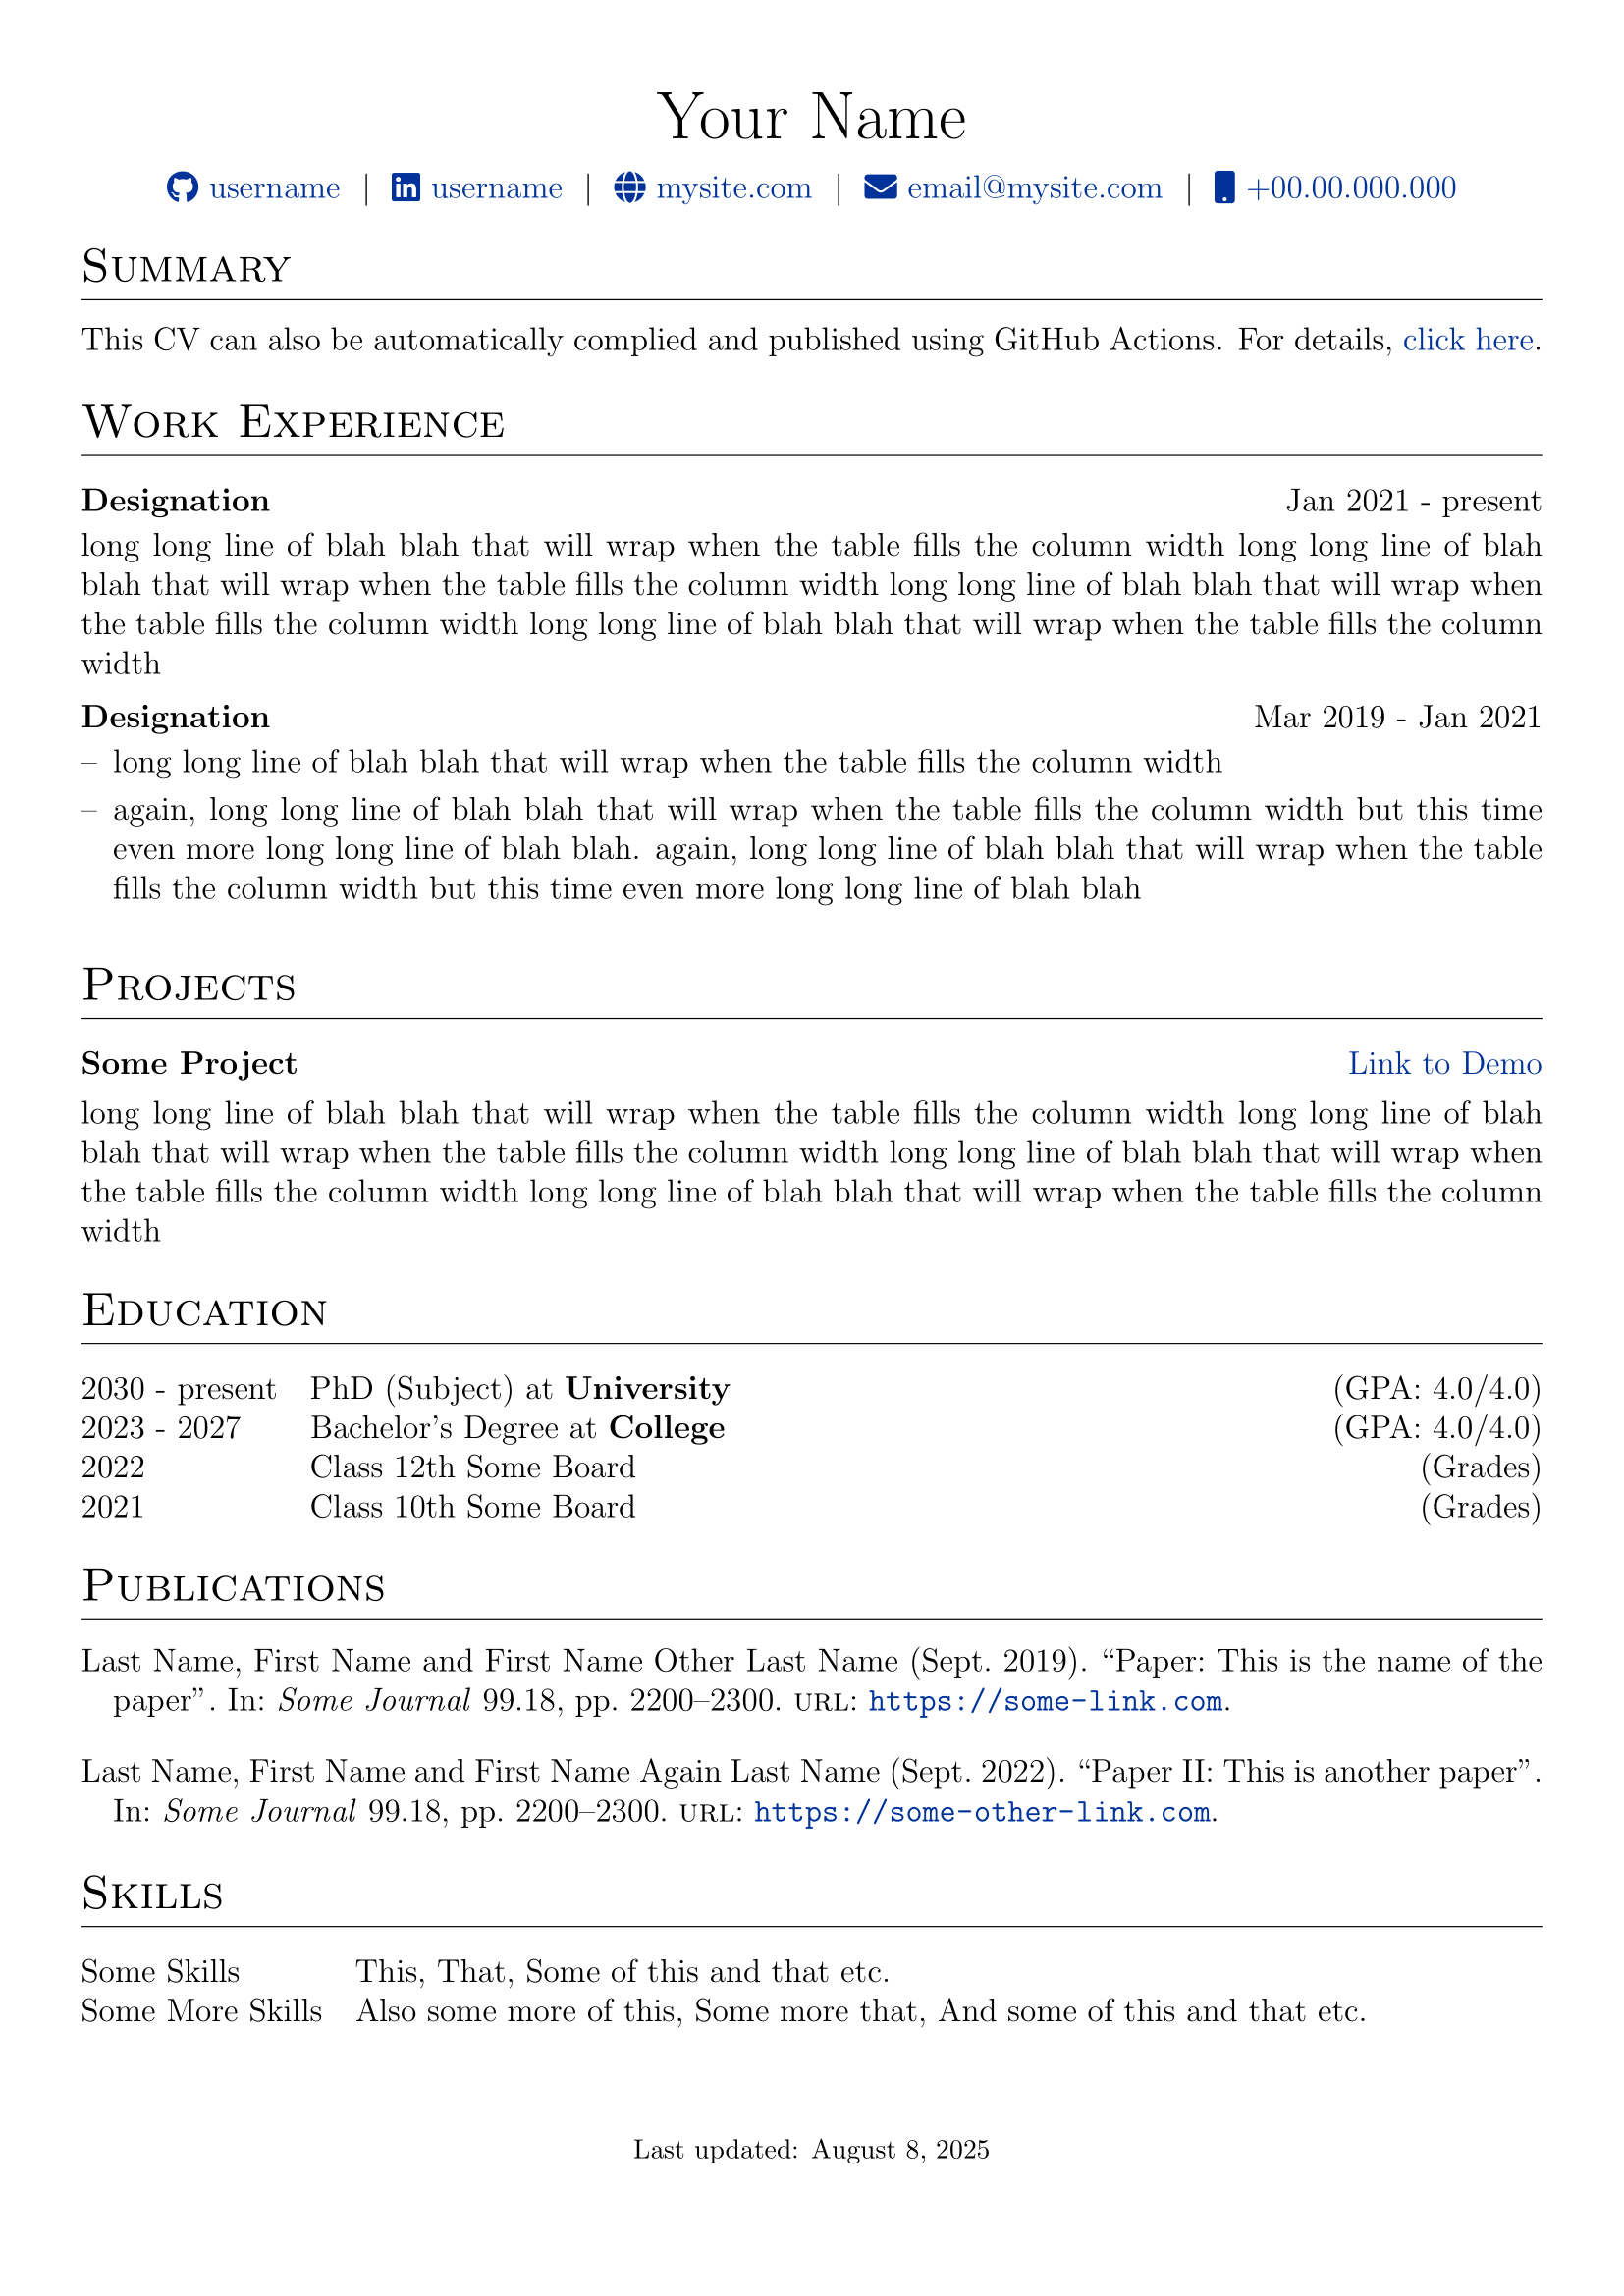 Your Name
username | username | mysite.com | email@mysite.com | +00.00.000.000
Summary
This CV can also be automatically complied and published using GitHub Actions. For details, click here.
Work Experience
Designation Jan 2021 - present
long long line of blah blah that will wrap when the table fills the column width long long line of blah
blah that will wrap when the table fills the column width long long line of blah blah that will wrap when
the table fills the column width long long line of blah blah that will wrap when the table fills the column
width
Designation Mar 2019 - Jan 2021
– long long line of blah blah that will wrap when the table fills the column width
– again, long long line of blah blah that will wrap when the table fills the column width but this time
even more long long line of blah blah. again, long long line of blah blah that will wrap when the table
fills the column width but this time even more long long line of blah blah
Projects
Some Project Link to Demo
long long line of blah blah that will wrap when the table fills the column width long long line of blah
blah that will wrap when the table fills the column width long long line of blah blah that will wrap when
the table fills the column width long long line of blah blah that will wrap when the table fills the column
width
Education
2030 - present PhD (Subject) at University (GPA: 4.0/4.0)
2023 - 2027 Bachelor's Degree at College (GPA: 4.0/4.0)
2022 Class 12th Some Board (Grades)
2021 Class 10th Some Board (Grades)
Publications
Last Name, First Name and First Name Other Last Name (Sept. 2019). “Paper: This is the name of the
paper”. In: Some Journal 99.18, pp. 2200–2300. URL: https://some-link.com.
Last Name, First Name and First Name Again Last Name (Sept. 2022). “Paper II: This is another paper”.
In: Some Journal 99.18, pp. 2200–2300. URL: https://some-other-link.com.
Skills
Some Skills This, That, Some of this and that etc.
Some More Skills Also some more of this, Some more that, And some of this and that etc.
Last updated: August 8, 2025